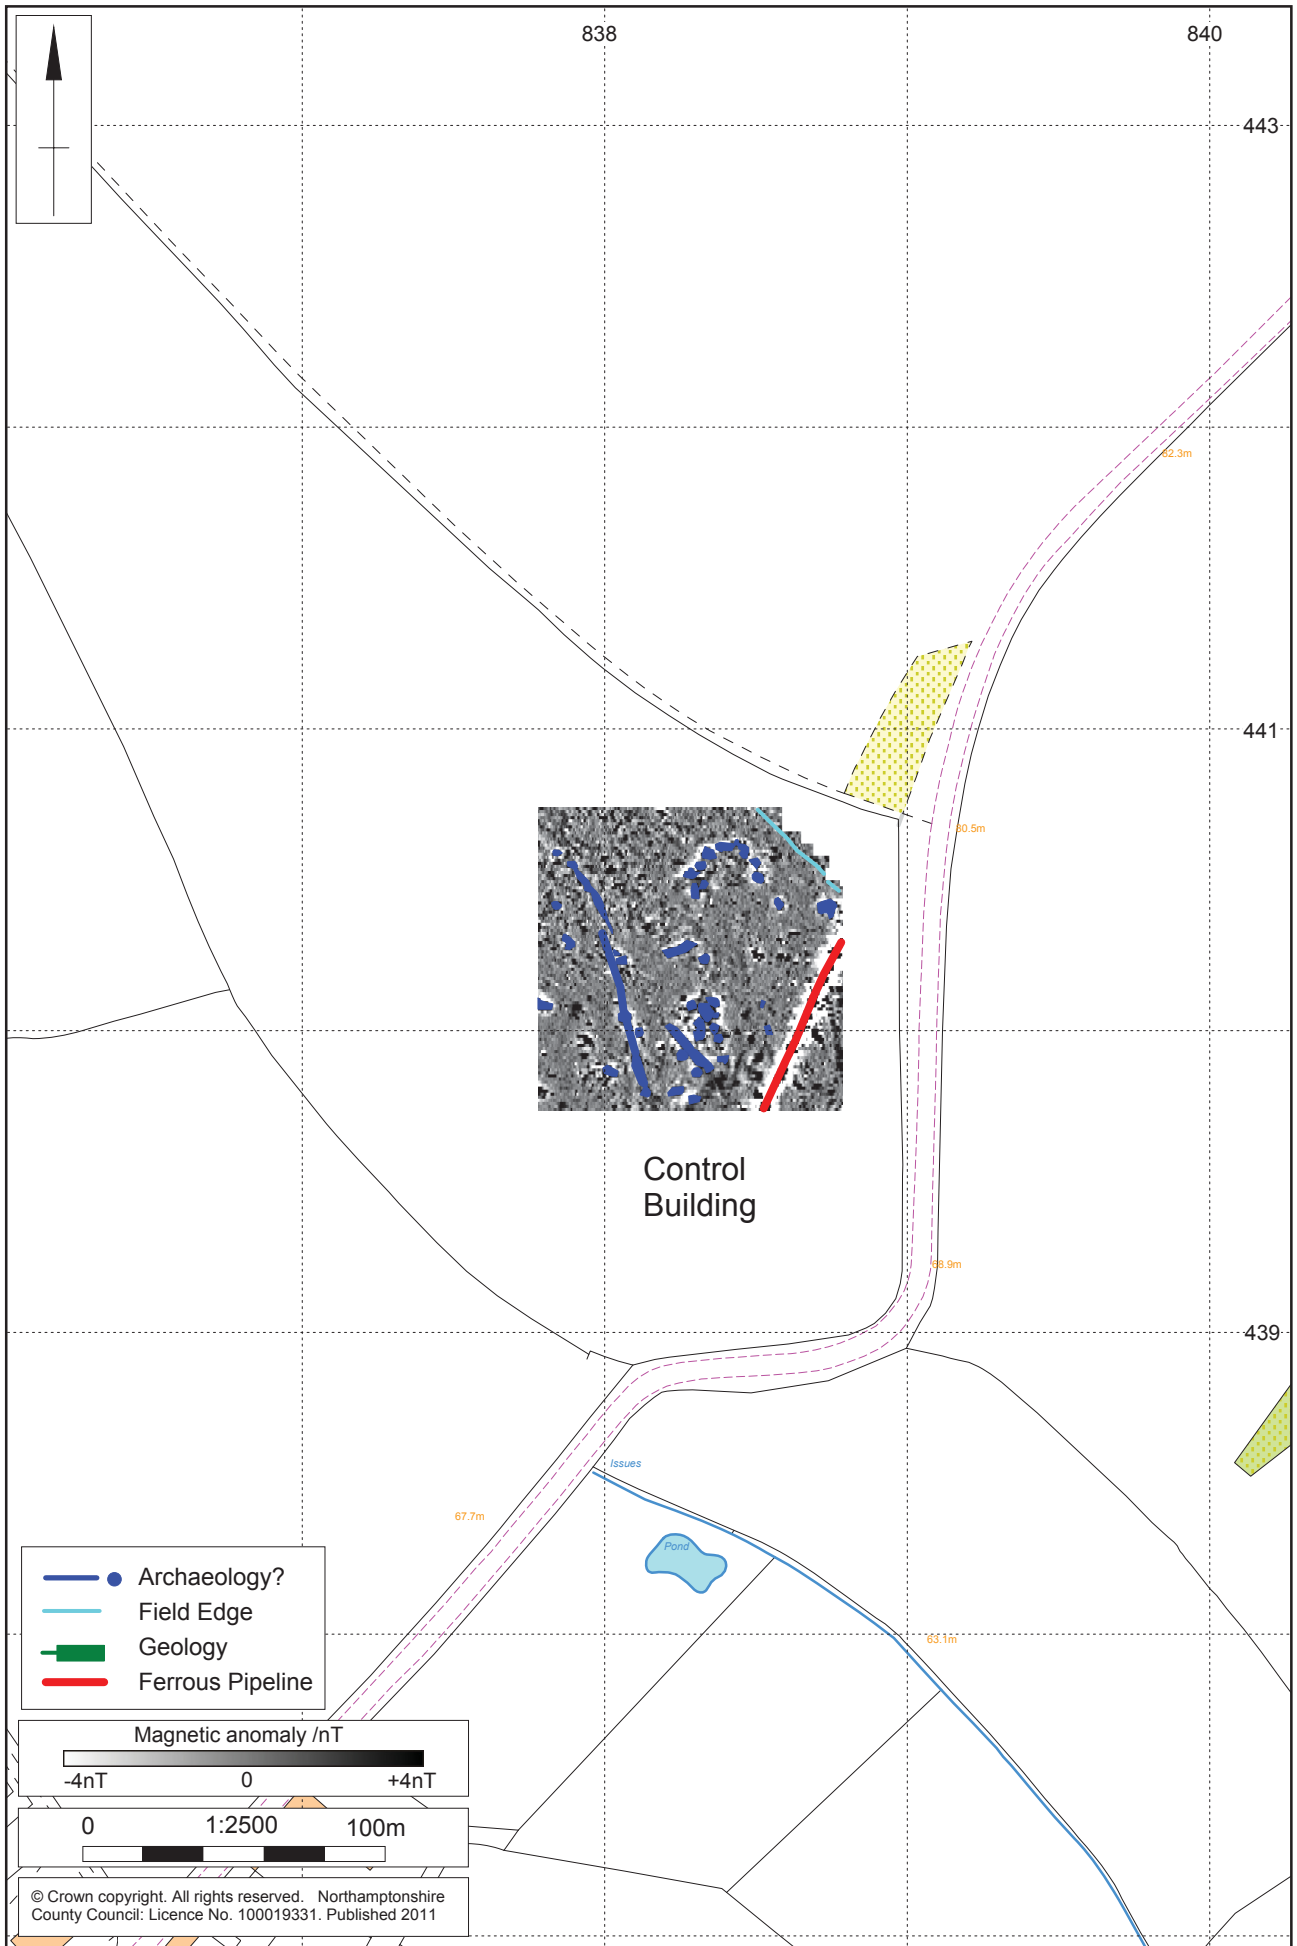 838
840
443
82.3m
441
80.5m
Control
Building
68.9m
439
Issues
67.7m
Pond
63.1m
Archaeology?
Field Edge
Geology
Ferrous Pipeline
Magnetic anomaly /nT
-4nT 0 +4nT
0 1:2500 100m
© Crown copyright. All rights reserved. Northamptonshire
County Council: Licence No. 100019331. Published 2011